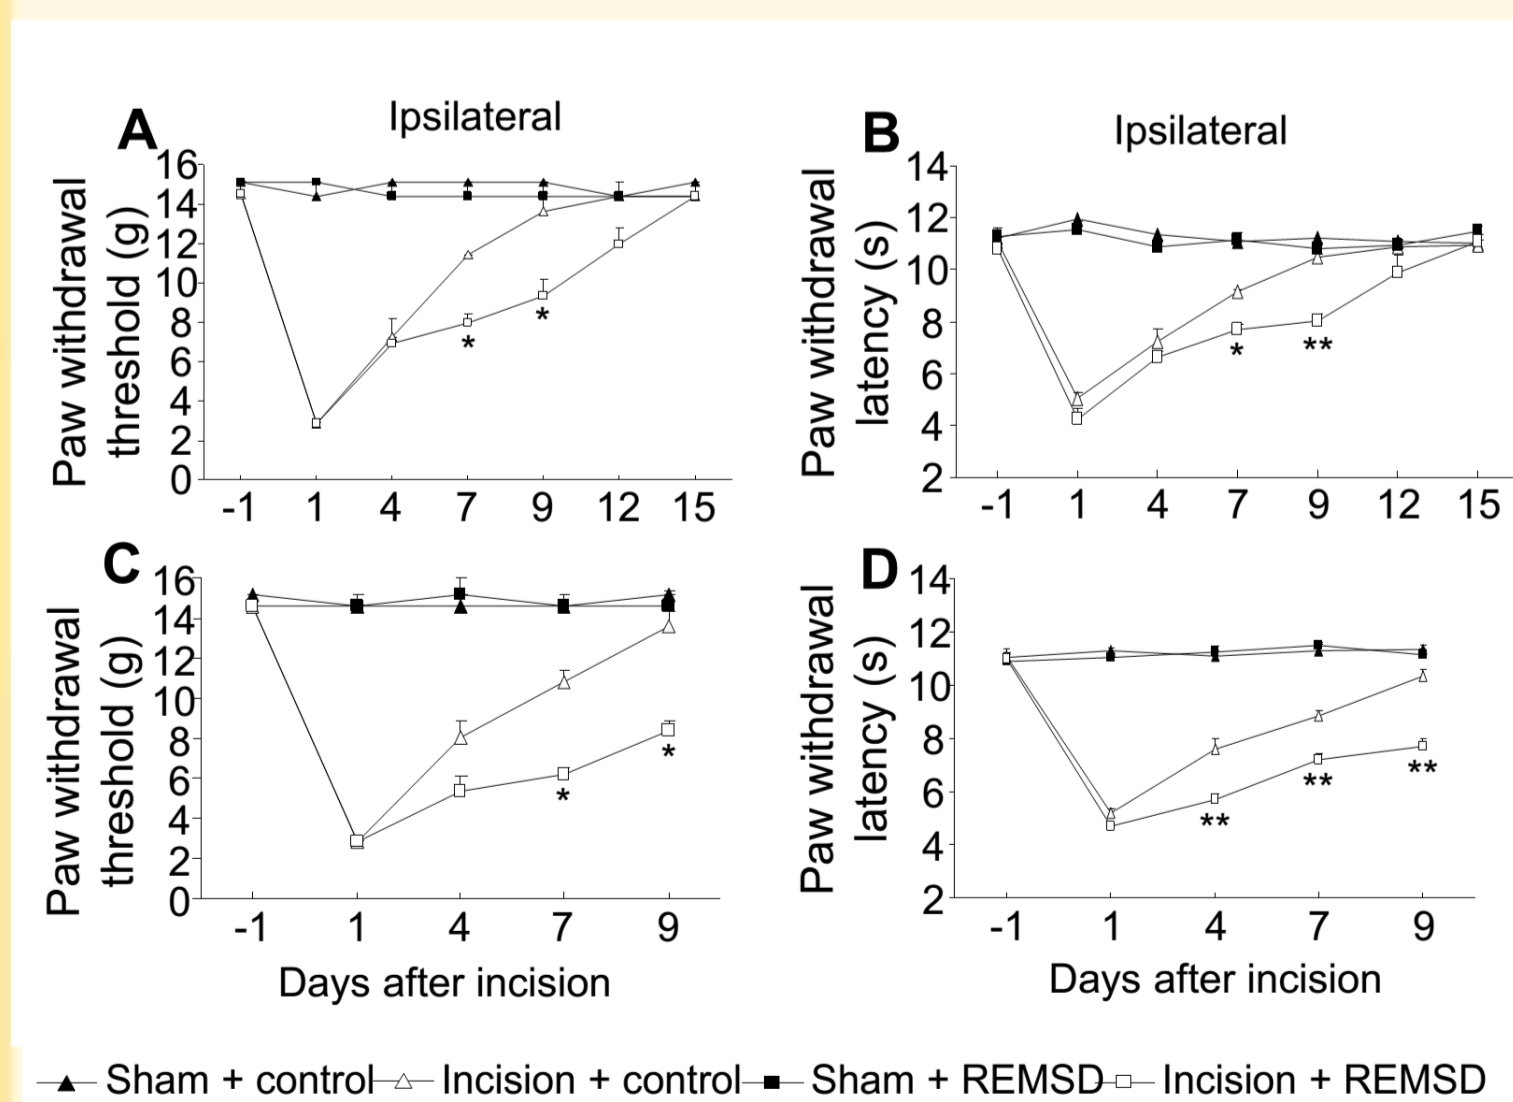 A
Ipsilateral
Paw withdrawal
threshold (g)
16
14
12
10
8
6
4
2
0
-1 1 4 7 9 12 15
*
*
B
Ipsilateral
Paw withdrawal
latency (s)
14
12
10
8
6
4
2
-1 1 4 7 9 12 15
*
**
C
Paw withdrawal
threshold (g)
16
14
12
10
8
6
4
2
0
-1 1 4 7 9
*
*
Days after incision
D
Paw withdrawal
latency (s)
14
12
10
8
6
4
2
-1 1 4 7 9
**
**
**
Days after incision
Sham + control Incision + control Sham + REMSD Incision + REMSD